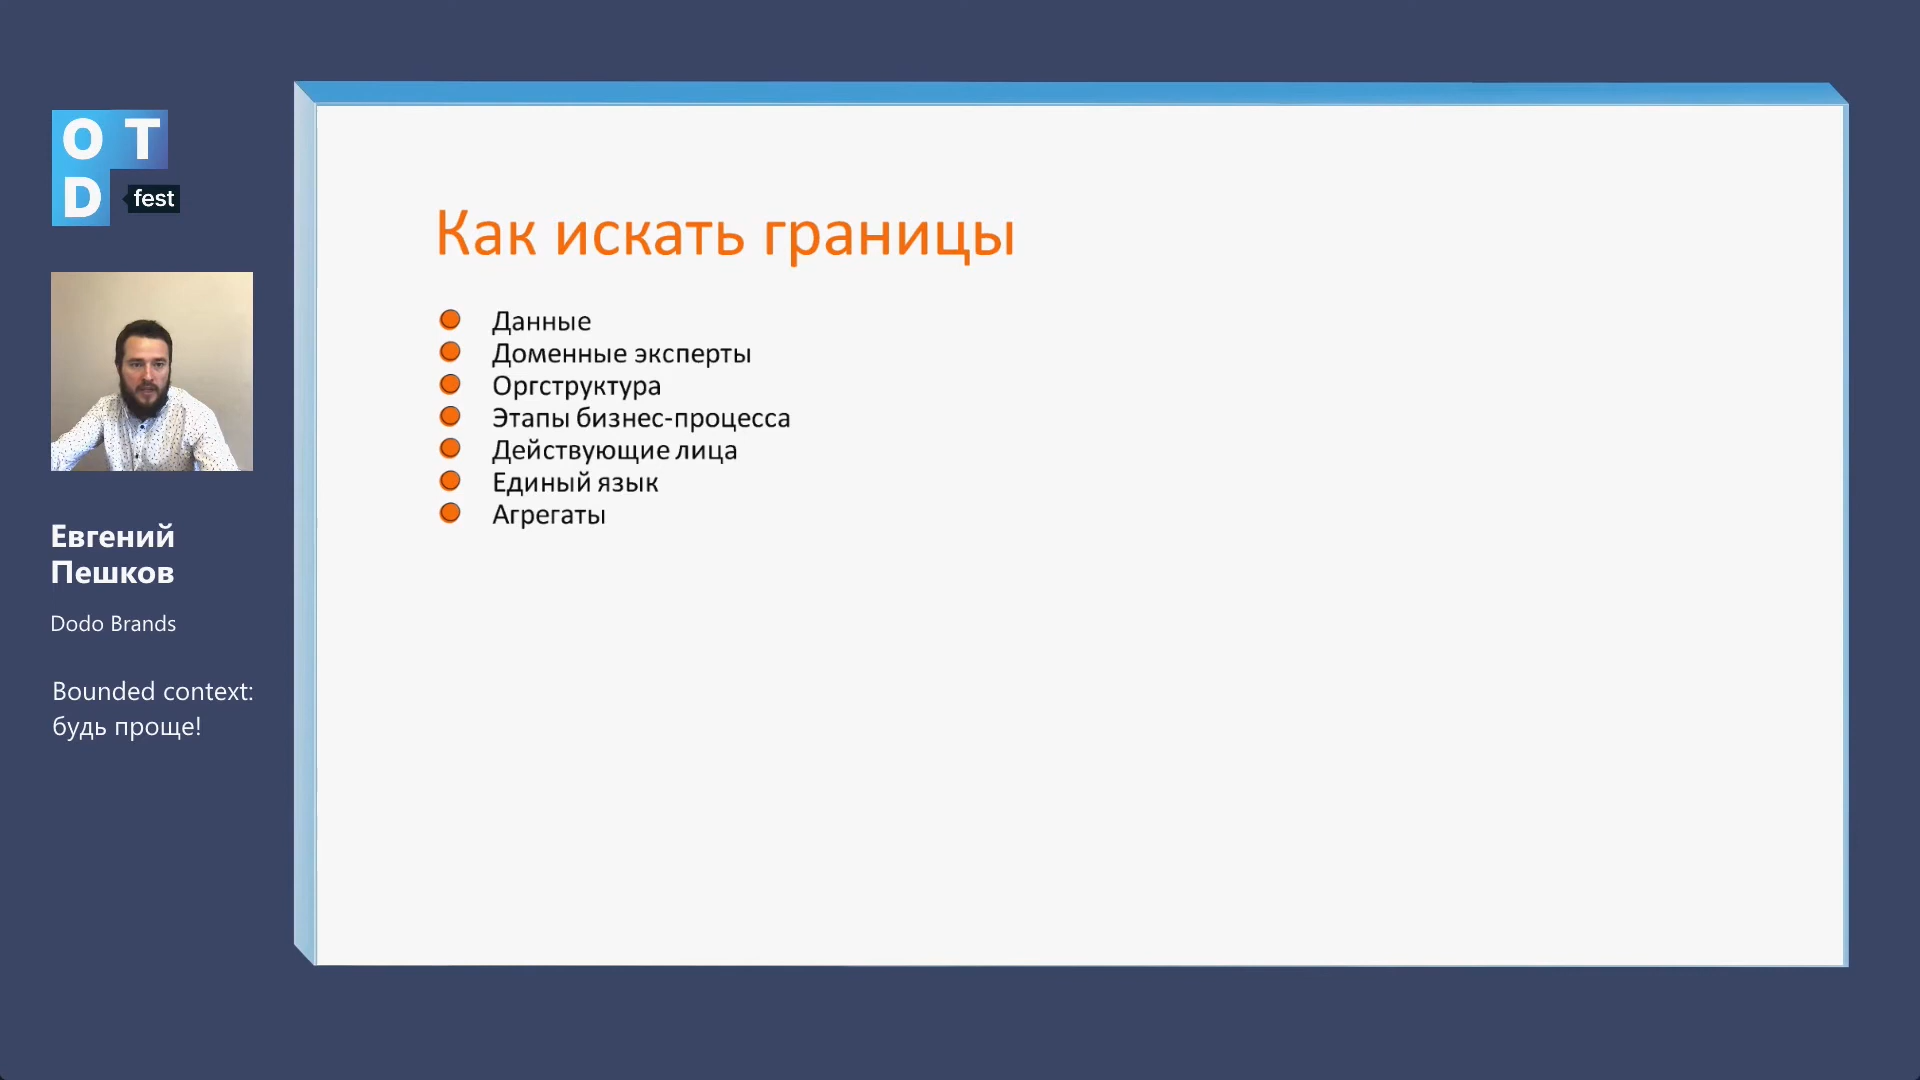 OT
D fest
Евгений
Пешков
Dodo Brands
Bounded context:
будь проще!
Как искать границы
Данные
Доменные эксперты
Оргструктура
Этапы бизнес-процесса
Действующие лица
Единый язык
Агрегаты